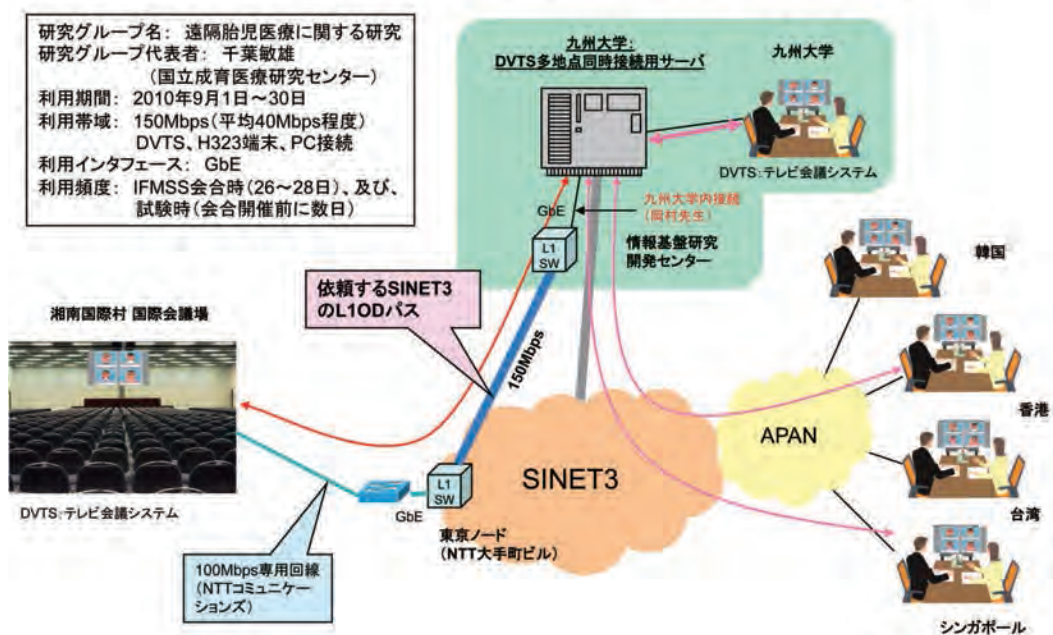 研究グループ名： 遠隔胎児医療に関する研究
研究グループ代表者： 千葉敏雄
（国立成育医療研究センター）
利用期間： 2010年9月1日～30日
利用帯域： 150Mbps（平均40Mbps程度）
DVTS、H323端末、PC接続
利用インタフェース： GbE
利用頻度： IFMSS会合時（26～28日）、及び、
試験時（会合開催前に数日）
九州大学：
DVTS多地点同時接続用サーバ
九州大学
DVTS：テレビ会議システム
GbE
九州大学内接続
（岡村先生）
L1
SW
情報基盤研究
開発センター
依頼するSINET3
のL1ODパス
150Mbps
湘南国際村 国際会議場
DVTS：テレビ会議システム
100Mbps専用回線
（NTTコミュニケー
ションズ）
GbE
L1
SW
東京ノード
（NTT大手町ビル）
SINET3
APAN
韓国
香港
台湾
シンガポール